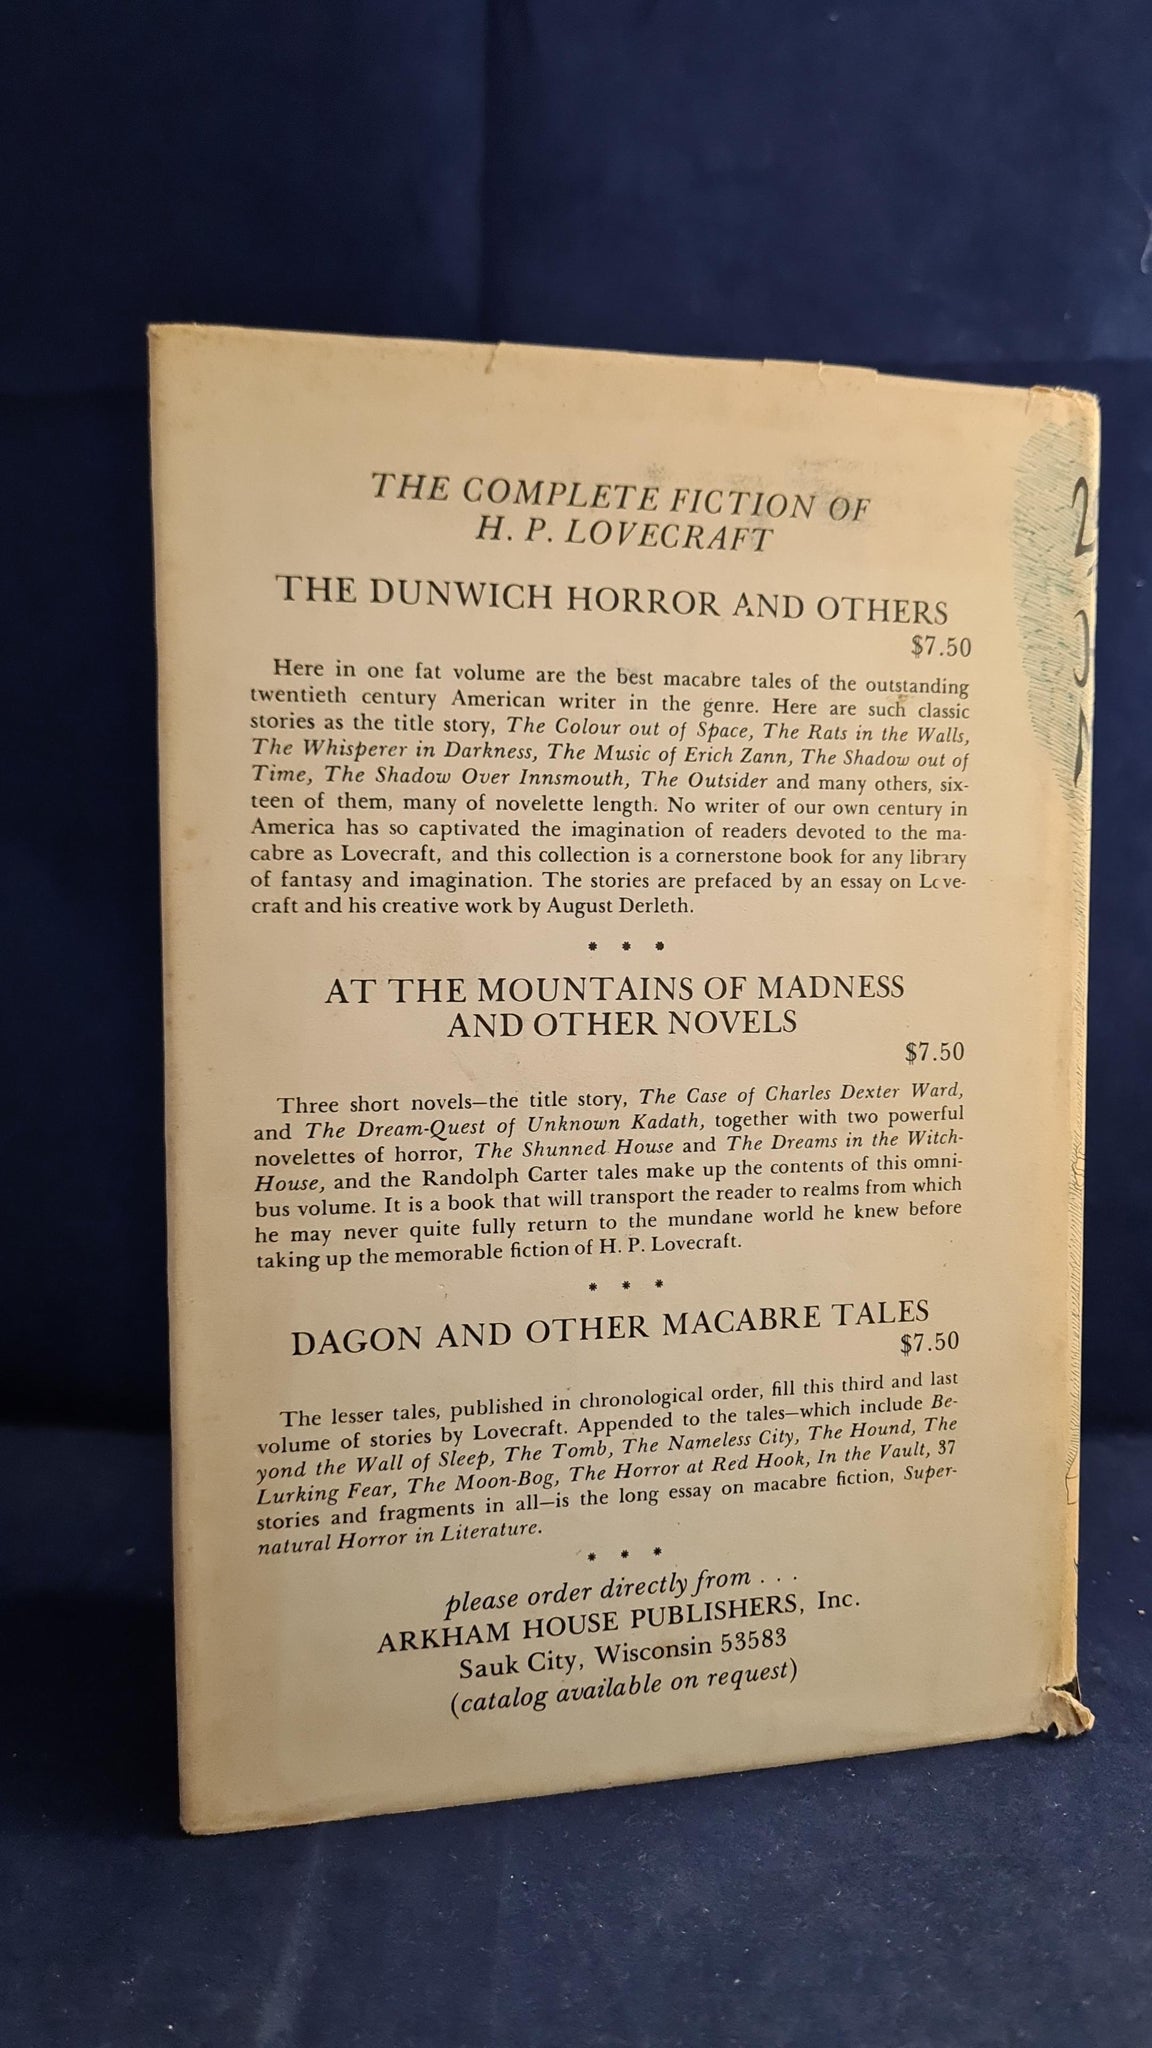 THE COMPLETE FICTION OF
H. P. LOVECRAFT
THE DUNWICH HORROR AND OTHERS
$7.50
Here in one fat volume are the best macabre tales of the outstanding
twentieth century American writer in the genre. Here are such classic
stories as the title story, The Colour out of Space, The Rats in the Walls,
The Whisperer in Darkness, The Music of Erich Zann, The Shadow out of
Time, The Shadow Over Innsmouth, The Outsider and many others, six-
teen of them, many of novelette length. No writer of our own century in
America has so captivated the imagination of readers devoted to the ma-
cabre as Lovecraft, and this collection is a cornerstone book for any library
of fantasy and imagination. The stories are prefaced by an essay on Love-
craft and his creative work by August Derleth.
* * *
AT THE MOUNTAINS OF MADNESS
AND OTHER NOVELS
$7.50
Three short novels—the title story, The Case of Charles Dexter Ward,
and The Dream-Quest of Unknown Kadath, together with two powerful
novelettes of horror, The Shunned House and The Dreams in the Witch-
House, and the Randolph Carter tales make up the contents of this omni-
bus volume. It is a book that will transport the reader to realms from which
he may never quite fully return to the mundane world he knew before
taking up the memorable fiction of H. P. Lovecraft.
* * *
DAGON AND OTHER MACABRE TALES
$7.50
The lesser tales, published in chronological order, fill this third and last
volume of stories by Lovecraft. Appended to the tales—which include Be-
yond the Wall of Sleep, The Tomb, The Nameless City, The Hound, The
Lurking Fear, The Moon-Bog, The Horror at Red Hook, In the Vault, 37
stories and fragments in all—is the long essay on macabre fiction, Super-
natural Horror in Literature.
* * *
please order directly from . . .
ARKHAM HOUSE PUBLISHERS, Inc.
Sauk City, Wisconsin 53583
(catalog available on request)